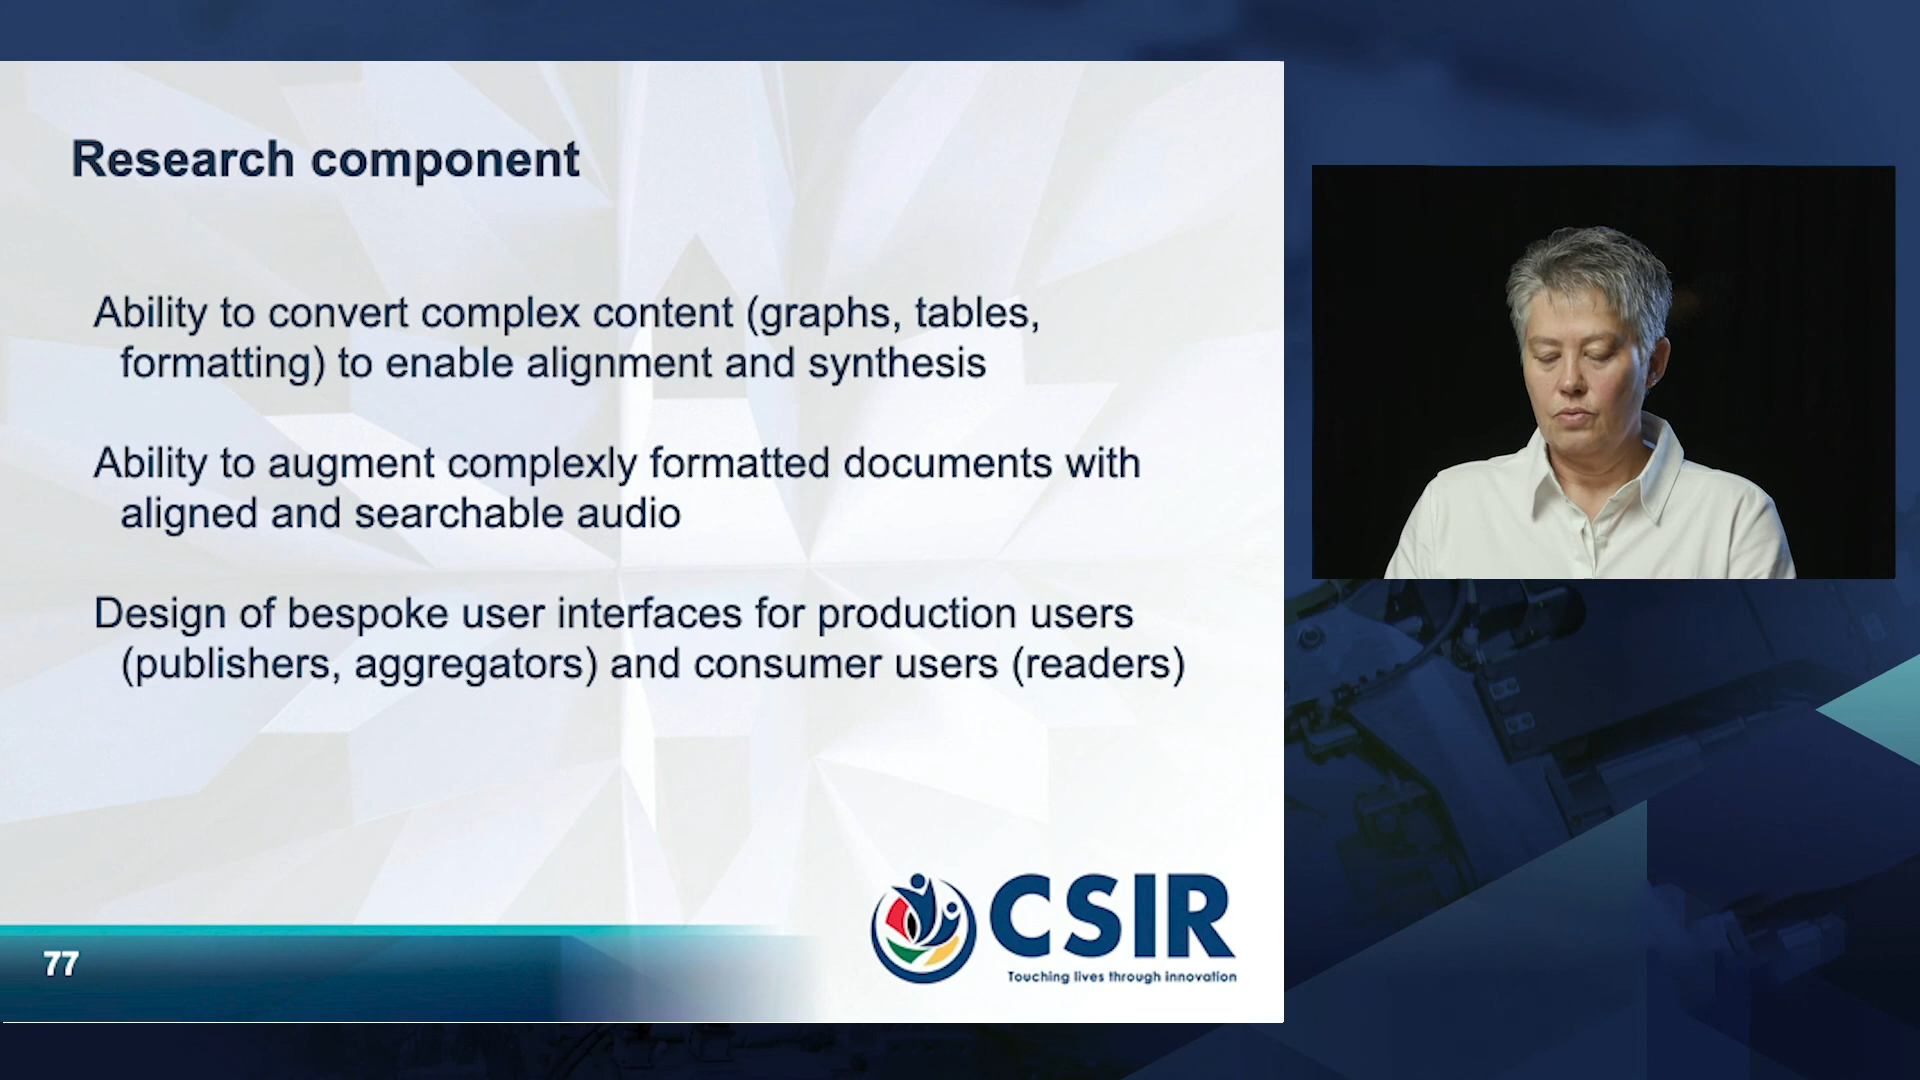 Research component
Ability to convert complex content (graphs, tables,
formatting) to enable alignment and synthesis
Ability to augment complexly formatted documents with
aligned and searchable audio
Design of bespoke user interfaces for production users
(publishers, aggregators) and consumer users (readers)
77
CSIR
Touching lives through innovation